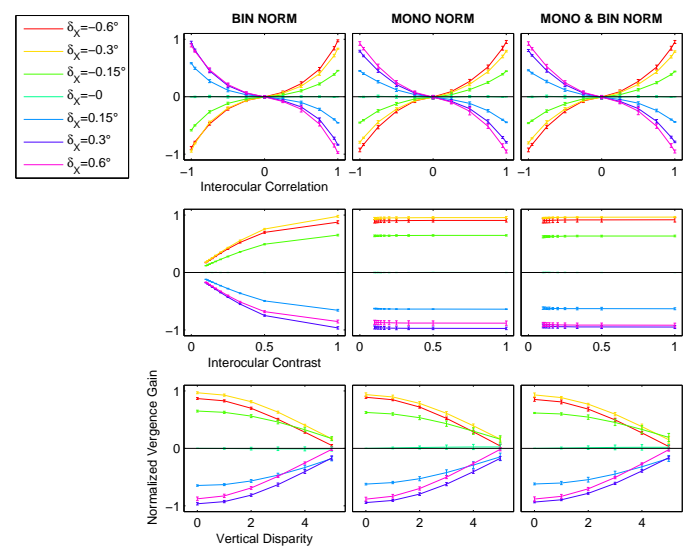 BIN NORM MONO NORM MONO & BIN NORM
δX=−0.6°
δX=−0.3°
δX=−0.15°
δX=−0
δX=0.15°
δX=0.3°
δX=0.6°
1
0
−1
−1 0 1 −1 0 1 −1 0 1
Interocular Correlation
1
0
−1
0 0.5 1 0 0.5 1 0 0.5 1
Interocular Contrast
Normalized Vergence Gain
1
0
−1
0 2 4 0 2 4 0 2 4
Vertical Disparity